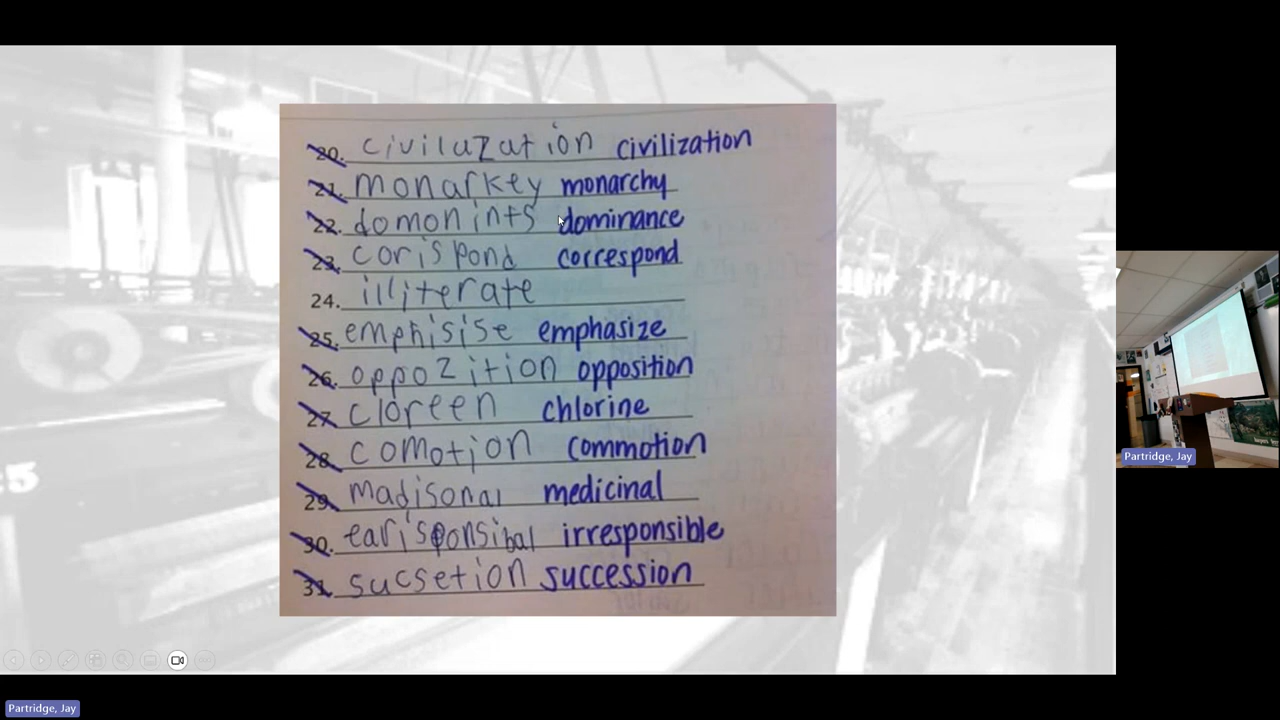 20. civilazation civilization
21. monarkey monarchy
22. domonints dominance
23. corispond correspond
24. illiterate
25. emphisise emphasize
26. oppozition opposition
27. cloreen chlorine
28. comotion commotion
29. madisonal medicinal
30. earisponsibal irresponsible
31. sucsetion succession
Partridge, Jay
Partridge, Jay